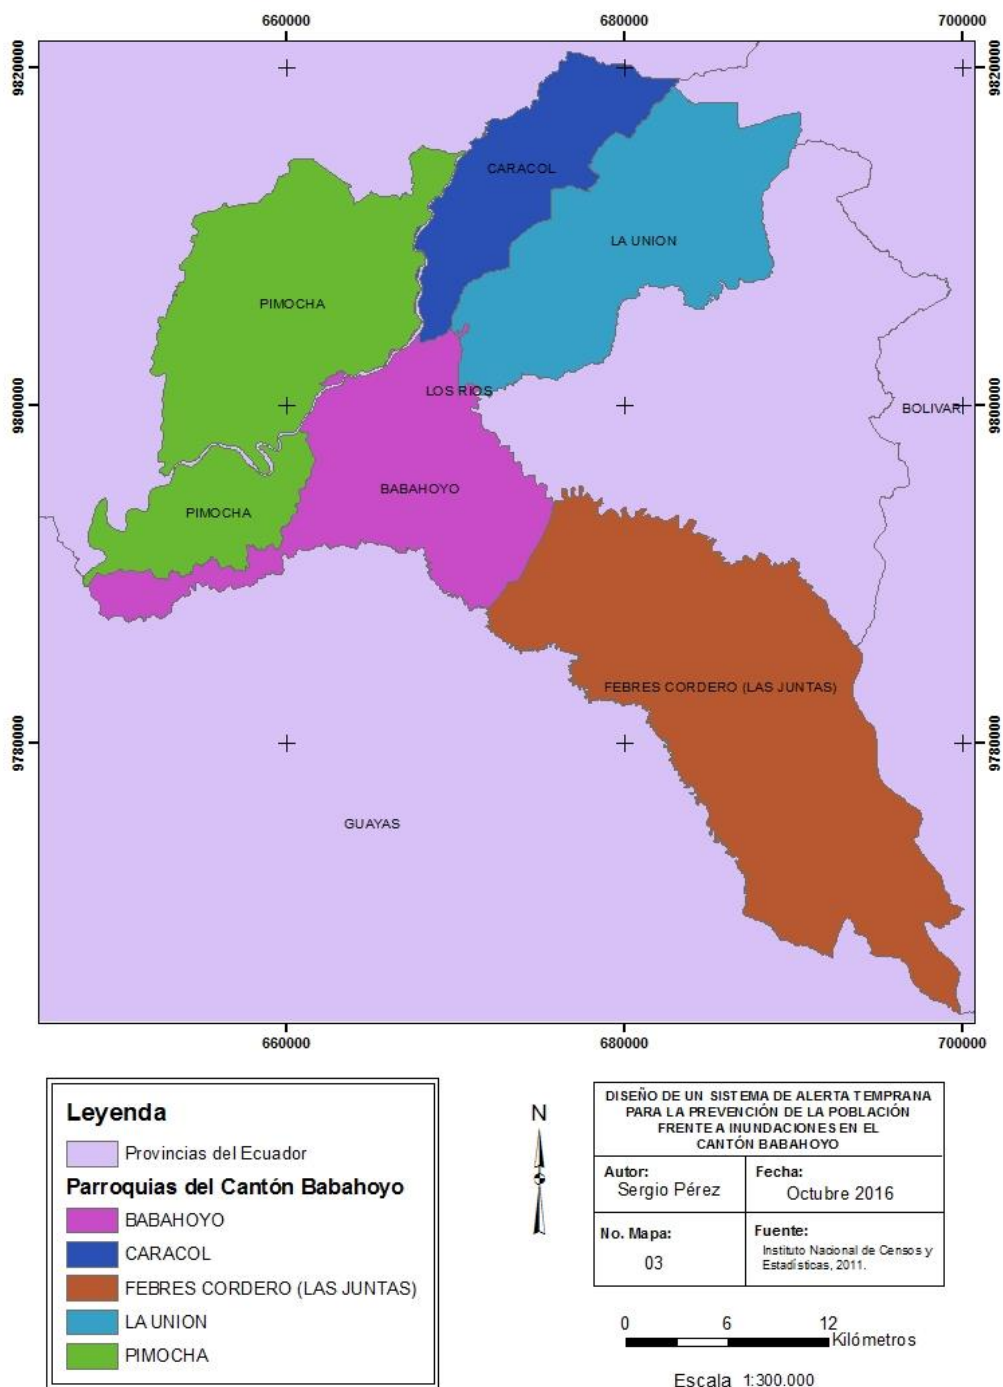 660000
680000
700000
9820000
9820000
CARACOL
LA UNION
PIMOCHA
LOS RIOS
9800000
9800000
BOLIVAR
BABAHOYO
PIMOCHA
FEBRES CORDERO (LAS JUNTAS)
9780000
9780000
GUAYAS
660000
680000
700000
Leyenda
Provincias del Ecuador
Parroquias del Cantón Babahoyo
BABAHOYO
CARACOL
FEBRES CORDERO (LAS JUNTAS)
LA UNION
PIMOCHA
N
DISEÑO DE UN SISTEMA DE ALERTA TEMPRANA
PARA LA PREVENCIÓN DE LA POBLACIÓN
FRENTE A INUNDACIONES EN EL
CANTÓN BABAHOYO
Autor:
Sergio Pérez
Fecha:
Octubre 2016
No. Mapa:
03
Fuente:
Instituto Nacional de Censos y
Estadísticas, 2011.
0 6 12
Kilómetros
Escala 1:300.000